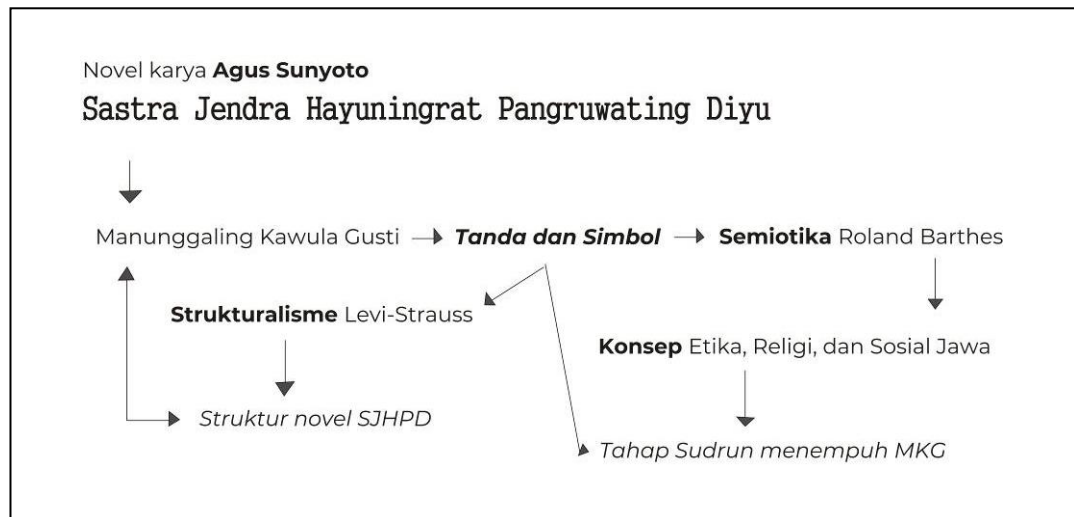 Novel karya Agus Sunyoto
Sastra Jendra Hayuningrat Pangruwating Diyu
Manunggaling Kawula Gusti
Tanda dan Simbol
Semiotika Roland Barthes
Strukturalisme Levi-Strauss
Konsep Etika, Religi, dan Sosial Jawa
Struktur novel SJHPD
Tahap Sudrun menempuh MKG